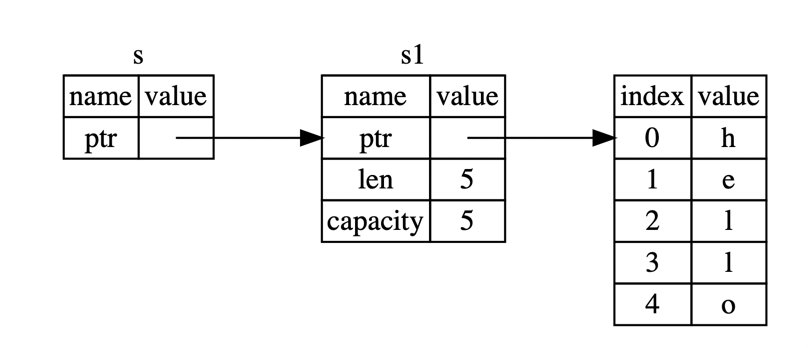 s
name value
ptr
s1
name value
ptr
len 5
capacity 5
index value
0 h
1 e
2 l
3 l
4 o